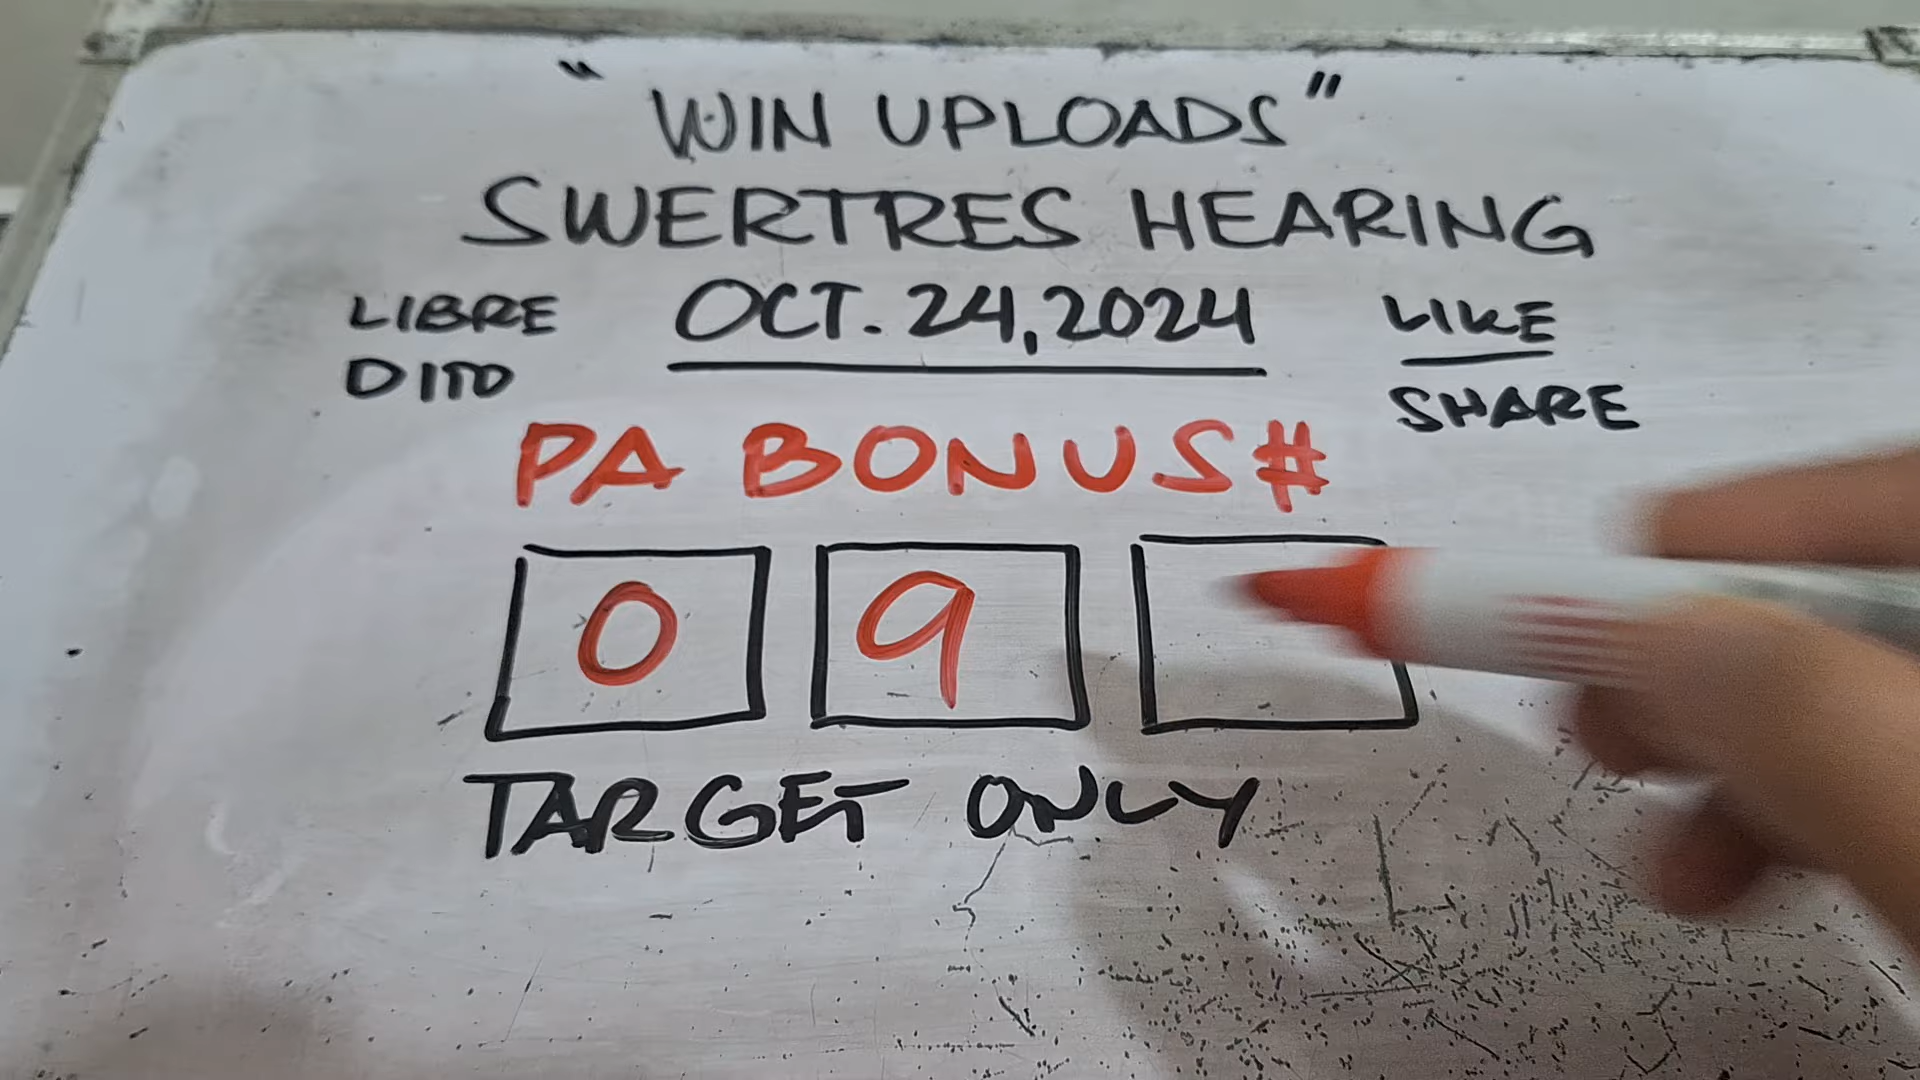 "WIN UPLOADS"
SWERTRES HEARING
LIBRE DITO
OCT. 24, 2024
LIKE
SHARE
PA BONUS#
0 9
TARGET ONLY